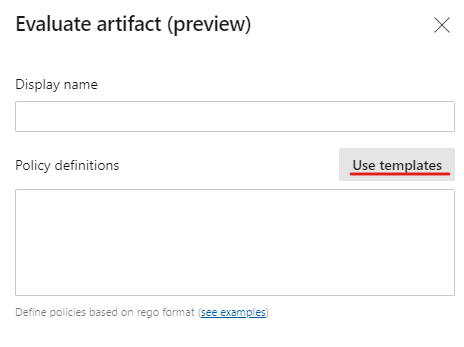 Evaluate artifact (preview)
Display name
Policy definitions
Use templates
Define policies based on rego format (see examples)